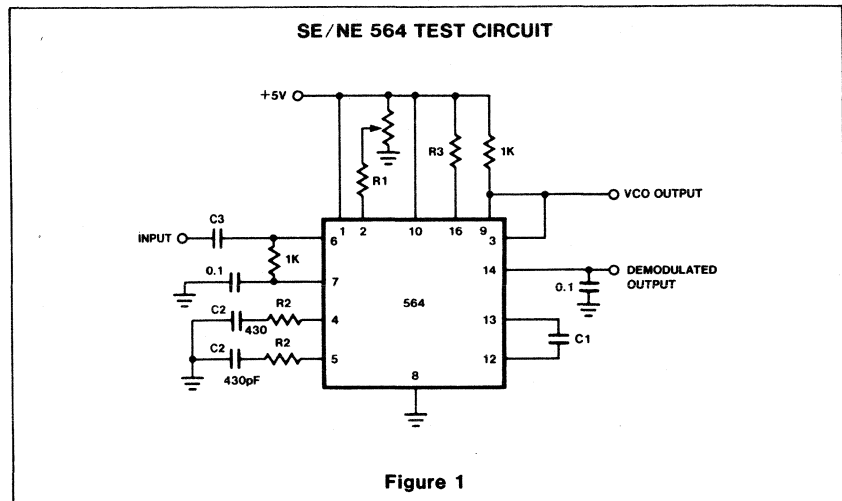 SE/NE 564 TEST CIRCUIT
+5V
R1
R3
1K
VCO OUTPUT
C3
INPUT
1K
0.1
6
7
4
5
1 2 10 16 9
3
14
13
12
8
564
DEMODULATED
OUTPUT
0.1
C1
C2
430
R2
C2
430pF
R2
Figure 1